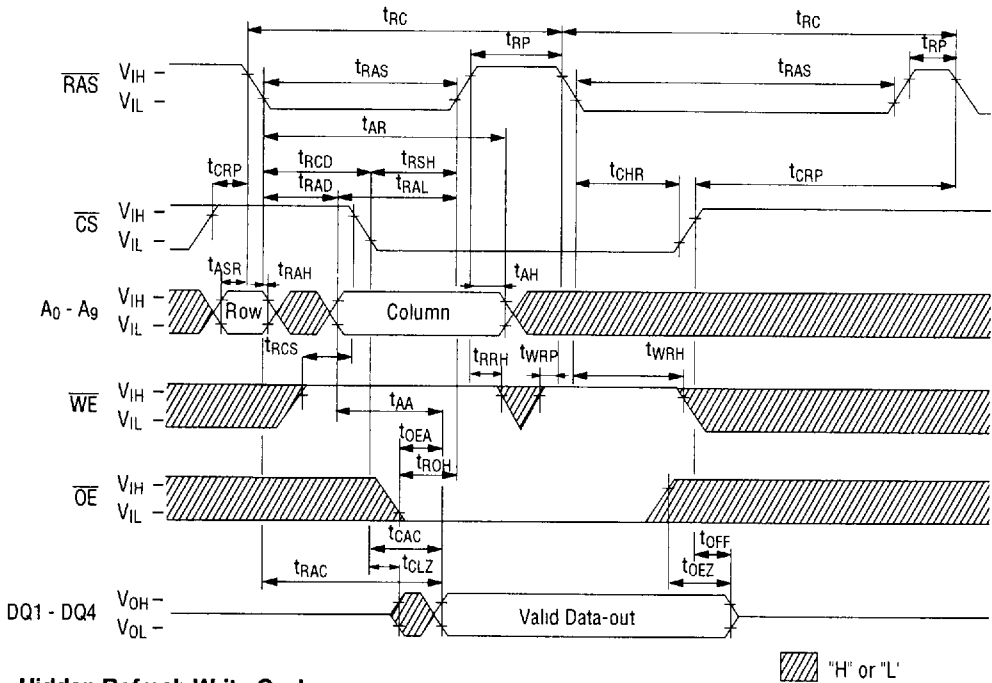 tRC tRC
tRP tRP
RAS VIH VIL tRAS tRAS
tAR
tCRP tRCD tRSH tCHR tCRP
tRAD tRAL
CS VIH VIL
tASR tRAH tAH
A0 - A9 VIH VIL Row Column
tRCS tRRH tWRP tWRH
WE VIH VIL
tAA
tOEA
tROH
OE VIH VIL
tCAC tOFF
tRAC tCLZ tOEZ
DQ1 - DQ4 VOH VOL Valid Data-out
"H" or "L'